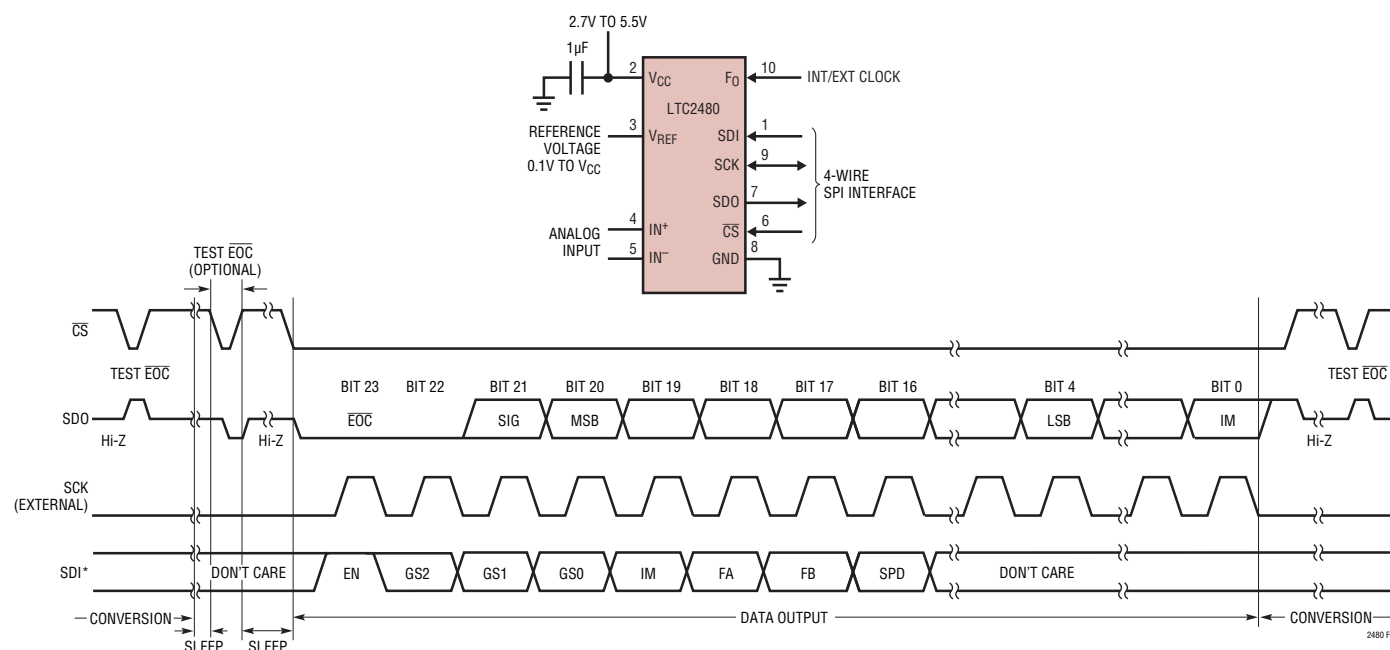 2.7V TO 5.5V
1µF
2
VCC
FO
10
INT/EXT CLOCK
LTC2480
REFERENCE
VOLTAGE
0.1V TO VCC
3
VREF
SDI
1
SCK
9
SDO
7
4-WIRE
SPI INTERFACE
ANALOG
INPUT
4
IN+
CS
6
5
IN–
GND
8
TEST EOC
(OPTIONAL)
CS
TEST EOC
BIT 23 BIT 22 BIT 21 BIT 20 BIT 19 BIT 18 BIT 17 BIT 16 BIT 4 BIT 0
TEST EOC
SDO
EOC SIG MSB LSB IM
Hi-Z Hi-Z Hi-Z
SCK
(EXTERNAL)
SDI* DON'T CARE EN GS2 GS1 GS0 IM FA FB SPD DON'T CARE
CONVERSION DATA OUTPUT CONVERSION
SLEEP SLEEP
2480 F